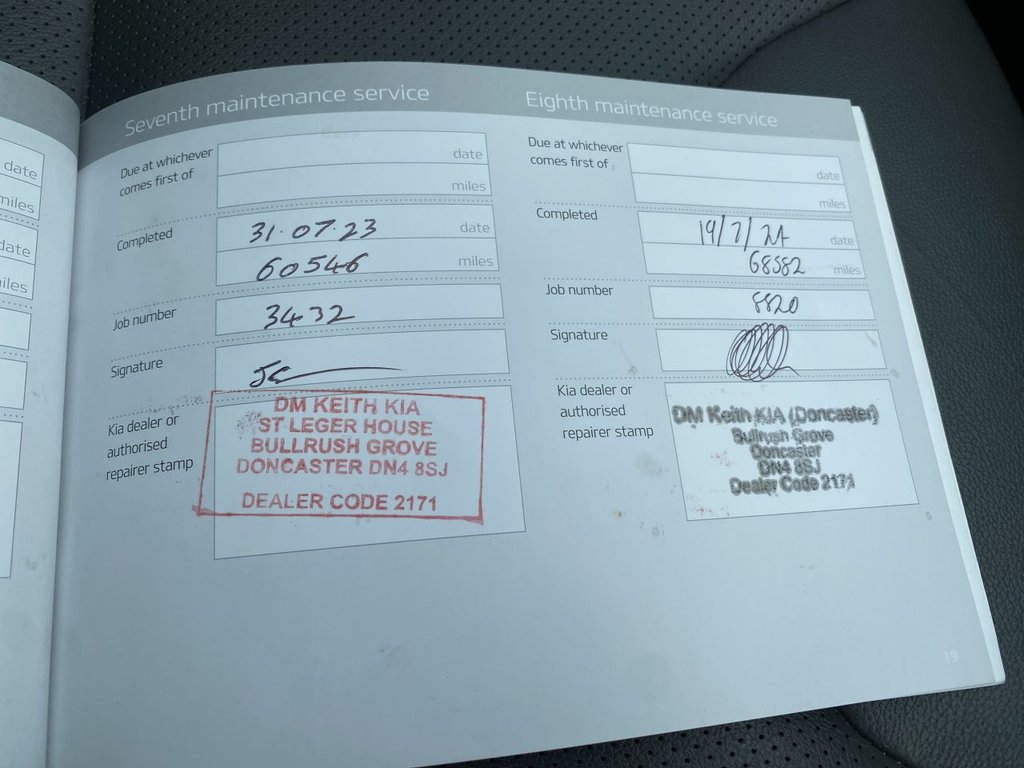 date
miles
date
miles
Seventh maintenance service
Due at whichever
comes first of
date
miles
Completed
31.07.23 date
60546 miles
Job number
3432
Signature
Kia dealer or
authorised
repairer stamp
DM KEITH KIA
ST LEGER HOUSE
BULLRUSH GROVE
DONCASTER DN4 8SJ
DEALER CODE 2171
Eighth maintenance service
Due at whichever
comes first of
date
miles
Completed
19/7/24 date
68582 miles
Job number
8820
Signature
Kia dealer or
authorised
repairer stamp
DM Keith KIA (Doncaster)
Bullrush Grove
Doncaster
DN4 8SJ
Dealer Code 2171
19